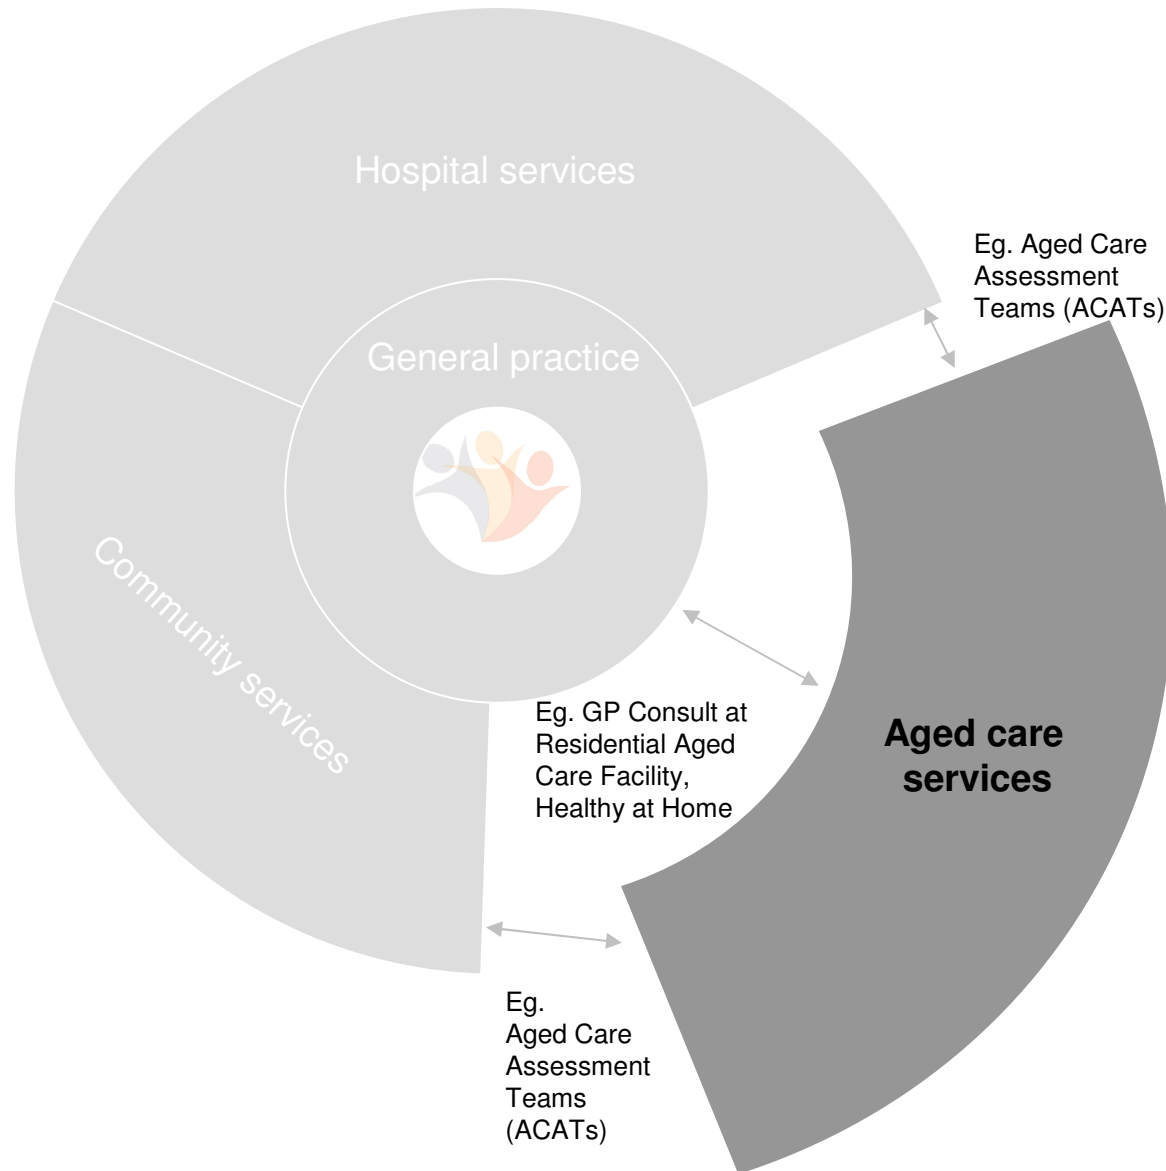 Hospital services
Eg. Aged Care
Assessment
Teams (ACATs)
General practice
Community services
Eg. GP Consult at
Residential Aged
Care Facility,
Healthy at Home
Aged care
services
Eg.
Aged Care
Assessment
Teams
(ACATs)